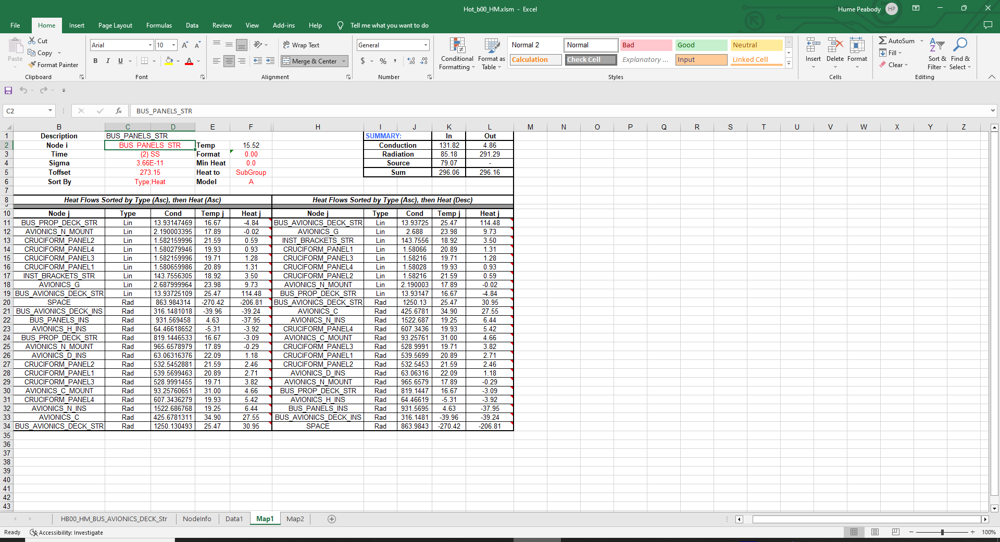 Hot_b00_HM.xlsm - Excel
Hume Peabody HP
File Home Insert Page Layout Formulas Data Review View Add-ins Help Tell me what you want to do
Paste
Cut
Copy
Format Painter
Clipboard
Arial 10
B I U
Font
Wrap Text
Merge & Center
Alignment
General
$ % ,
Number
Conditional Formatting
Format as Table
Normal 2 Normal Bad Good Neutral
Calculation Check Cell Explanatory ... Input Linked Cell
Styles
Insert Delete Format
Cells
AutoSum
Fill
Clear
Sort & Filter
Find & Select
Editing
C2 fx BUS_PANELS_STR
B C D E F H I J K L M N O P Q R S T U V W X Y Z
1 Description BUS_PANELS_STR SUMMARY: In Out
2 Node i BUS_PANELS_STR Temp 15.52 Conduction 131.82 4.86
3 Time (2) SS Format 0.00 Radiation 85.18 291.29
4 Sigma 3.66E-11 Min Heat 0.0 Source 79.07 -
5 Toffset 273.15 Heat to SubGroup Sum 296.06 296.16
6 Sort By Type;Heat Model A
7
8 Heat Flows Sorted by Type (Asc), then Heat (Asc) Heat Flows Sorted by Type (Asc), then Heat (Desc)
10 Node j Type Cond Temp j Heat j Node j Type Cond Temp j Heat j
11 BUS_PROP_DECK_STR Lin 13.93147469 16.67 -4.84 BUS_AVIONICS_DECK_STR Lin 13.93725 25.47 114.48
12 AVIONICS_N_MOUNT Lin 2.190003395 17.89 -0.02 AVIONICS_G Lin 2.688 23.98 9.73
13 CRUCIFORM_PANEL2 Lin 1.582159996 21.59 0.59 INST_BRACKETS_STR Lin 143.7556 18.92 3.50
14 CRUCIFORM_PANEL4 Lin 1.580279946 19.93 0.93 CRUCIFORM_PANEL1 Lin 1.58066 20.89 1.31
15 CRUCIFORM_PANEL3 Lin 1.582159996 19.71 1.28 CRUCIFORM_PANEL3 Lin 1.58216 19.71 1.28
16 CRUCIFORM_PANEL1 Lin 1.580659986 20.89 1.31 CRUCIFORM_PANEL4 Lin 1.58028 19.93 0.93
17 INST_BRACKETS_STR Lin 143.7556305 18.92 3.50 CRUCIFORM_PANEL2 Lin 1.58216 21.59 0.59
18 AVIONICS_G Lin 2.687999964 23.98 9.73 AVIONICS_N_MOUNT Lin 2.190003 17.89 -0.02
19 BUS_AVIONICS_DECK_STR Lin 13.93725109 25.47 114.48 BUS_PROP_DECK_STR Lin 13.93147 16.67 -4.84
20 SPACE Rad 863.984314 -270.42 -206.81 BUS_AVIONICS_DECK_STR Rad 1250.13 25.47 30.95
21 BUS_AVIONICS_DECK_INS Rad 316.1481018 -39.96 -39.24 AVIONICS_C Rad 425.6781 34.90 27.55
22 BUS_PANELS_INS Rad 931.569458 4.63 -37.95 AVIONICS_N_INS Rad 1522.687 19.25 6.44
23 AVIONICS_H_INS Rad 64.46618652 -5.31 -3.92 CRUCIFORM_PANEL4 Rad 607.3436 19.93 5.42
24 BUS_PROP_DECK_STR Rad 819.1446533 16.67 -3.09 AVIONICS_C_MOUNT Rad 93.25761 31.00 4.66
25 AVIONICS_N_MOUNT Rad 965.6578979 17.89 -0.29 CRUCIFORM_PANEL3 Rad 528.9991 19.71 3.82
26 AVIONICS_D_INS Rad 63.06316376 22.09 1.18 CRUCIFORM_PANEL1 Rad 539.5699 20.89 2.71
27 CRUCIFORM_PANEL2 Rad 532.5452881 21.59 2.46 CRUCIFORM_PANEL2 Rad 532.5453 21.59 2.46
28 CRUCIFORM_PANEL1 Rad 539.5699463 20.89 2.71 AVIONICS_D_INS Rad 63.06316 22.09 1.18
29 CRUCIFORM_PANEL3 Rad 528.9991455 19.71 3.82 AVIONICS_N_MOUNT Rad 965.6579 17.89 -0.29
30 AVIONICS_C_MOUNT Rad 93.25760651 31.00 4.66 BUS_PROP_DECK_STR Rad 819.1447 16.67 -3.09
31 CRUCIFORM_PANEL4 Rad 607.3436279 19.93 5.42 AVIONICS_H_INS Rad 64.46619 -5.31 -3.92
32 AVIONICS_N_INS Rad 1522.686768 19.25 6.44 BUS_PANELS_INS Rad 931.5695 4.63 -37.95
33 AVIONICS_C Rad 425.6781311 34.90 27.55 BUS_AVIONICS_DECK_INS Rad 316.1481 -39.96 -39.24
34 BUS_AVIONICS_DECK_STR Rad 1250.130493 25.47 30.95 SPACE Rad 863.9843 -270.42 -206.81
35
36
37
38
39
40
41
42
43
HB00_HM_BUS_AVIONICS_DECK_Str NodeInfo Data1 Map1 Map2
Ready Accessibility: Investigate 100%